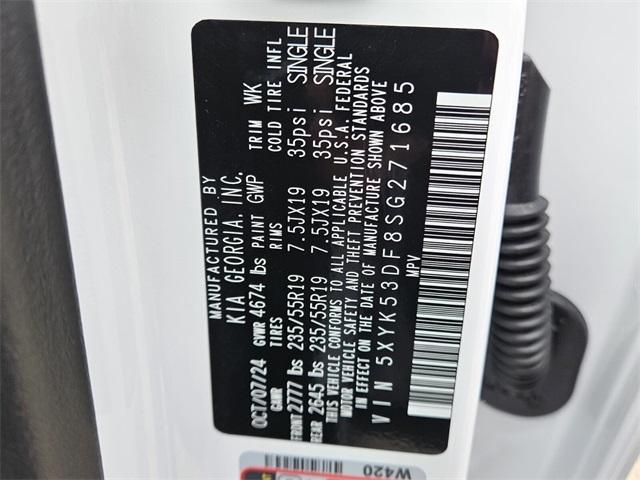 MANUFACTURED BY
KIA GEORGIA, INC.
OCT/07/24 GVWR 4674 lbs PAINT GWP TRIM WK
GAWR TIRES RIMS COLD TIRE INFL
FRONT 2777 lbs 235/55R19 7.5JX19 35psi SINGLE
REAR 2645 lbs 235/55R19 7.5JX19 35psi SINGLE
THIS VEHICLE CONFORMS TO ALL APPLICABLE U.S.A. FEDERAL
MOTOR VEHICLE SAFETY AND THEFT PREVENTION STANDARDS
IN EFFECT ON THE DATE OF MANUFACTURE SHOWN ABOVE
VIN 5XYK53DF8SG271685
MPV
W420